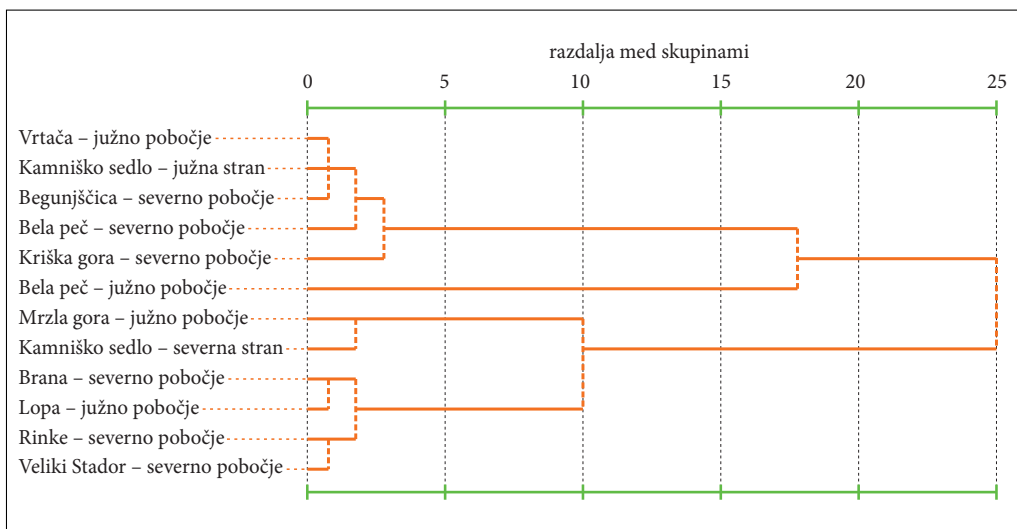 razdalja med skupinami
0 5 10 15 20 25
Vrtača – južno pobočje
Kamniško sedlo – južna stran
Begunjščica – severno pobočje
Bela peč – severno pobočje
Kriška gora – severno pobočje
Bela peč – južno pobočje
Mrzla gora – južno pobočje
Kamniško sedlo – severna stran
Brana – severno pobočje
Lopa – južno pobočje
Rinke – severno pobočje
Veliki Stador – severno pobočje